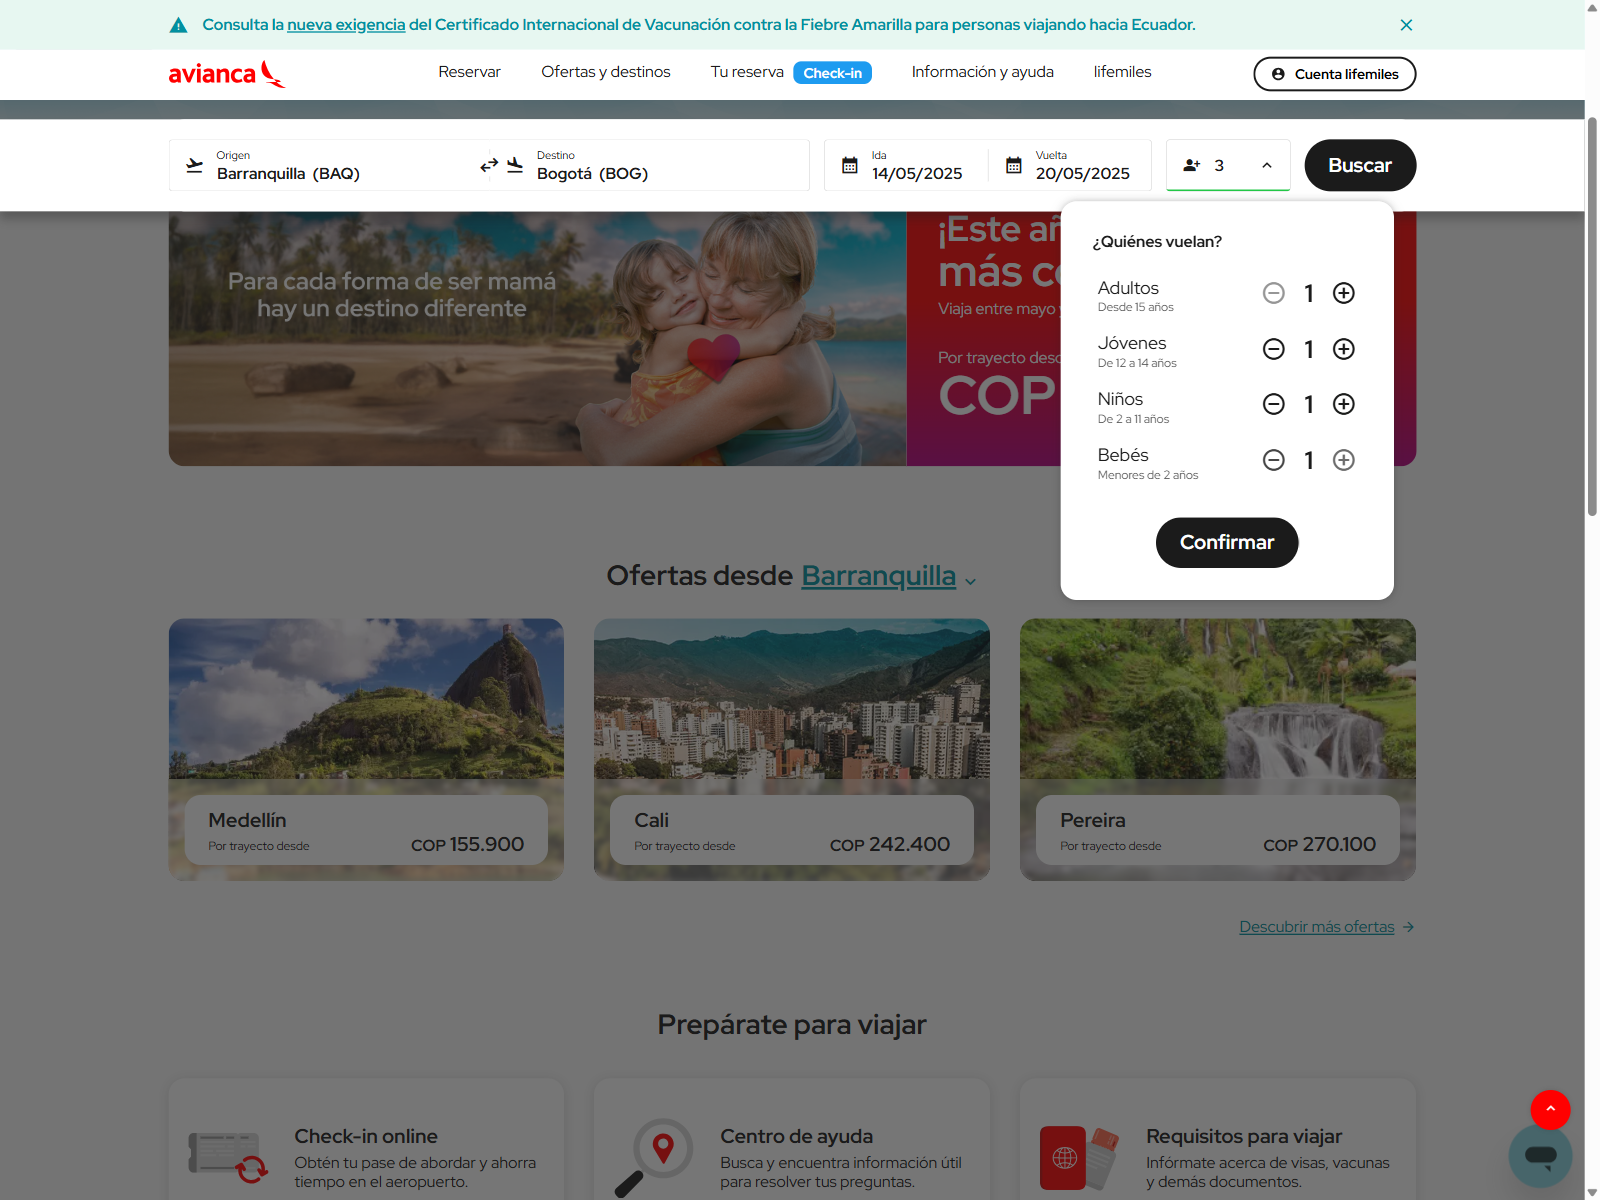 Consulta la nueva exigencia del Certificado Internacional de Vacunación contra la Fiebre Amarilla para personas viajando hacia Ecuador.
avianca
Reservar
Ofertas y destinos
Tu reserva
Check-in
Información y ayuda
lifemiles
Cuenta lifemiles
Origen
Barranquilla (BAQ)
Destino
Bogotá (BOG)
Ida
14/05/2025
Vuelta
20/05/2025
3
Buscar
Para cada forma de ser mamá
hay un destino diferente
¡Este añ
más co
Viaja entre mayo y
Por trayecto desd
COP
¿Quiénes vuelan?
Adultos
Desde 15 años
1
Jóvenes
De 12 a 14 años
1
Niños
De 2 a 11 años
1
Bebés
Menores de 2 años
1
Confirmar
Ofertas desde Barranquilla
Medellín
Por trayecto desde
COP 155.900
Cali
Por trayecto desde
COP 242.400
Pereira
Por trayecto desde
COP 270.100
Descubrir más ofertas
Prepárate para viajar
Check-in online
Obtén tu pase de abordar y ahorra
tiempo en el aeropuerto.
Centro de ayuda
Busca y encuentra información útil
para resolver tus preguntas.
Requisitos para viajar
Infórmate acerca de visas, vacunas
y demás documentos.